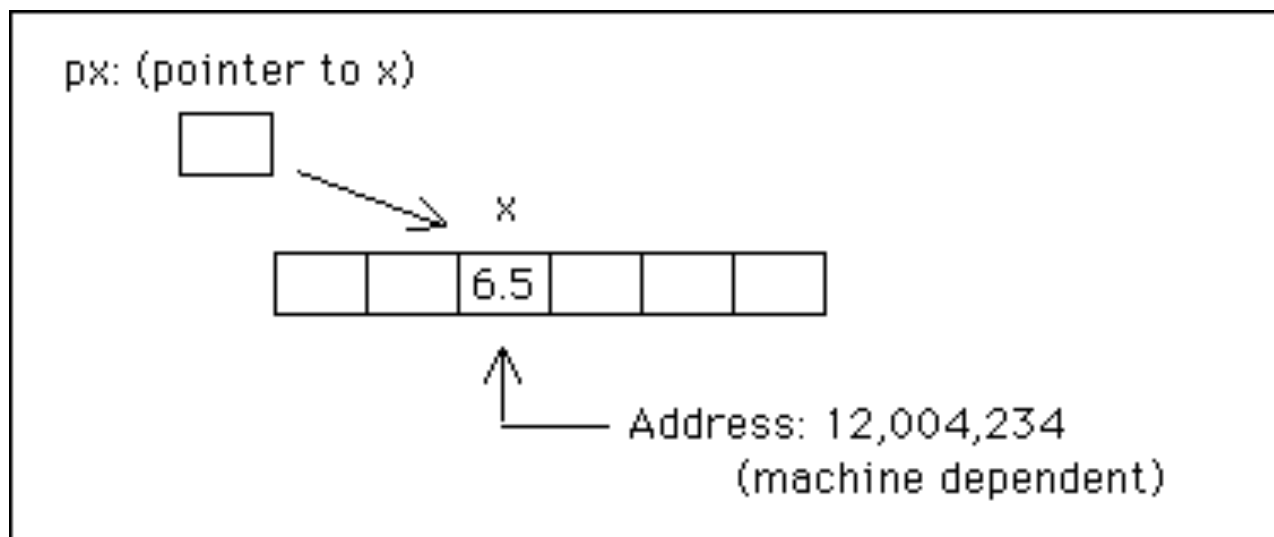 px: (pointer to x)
x
6.5
Address: 12,004,234
(machine dependent)